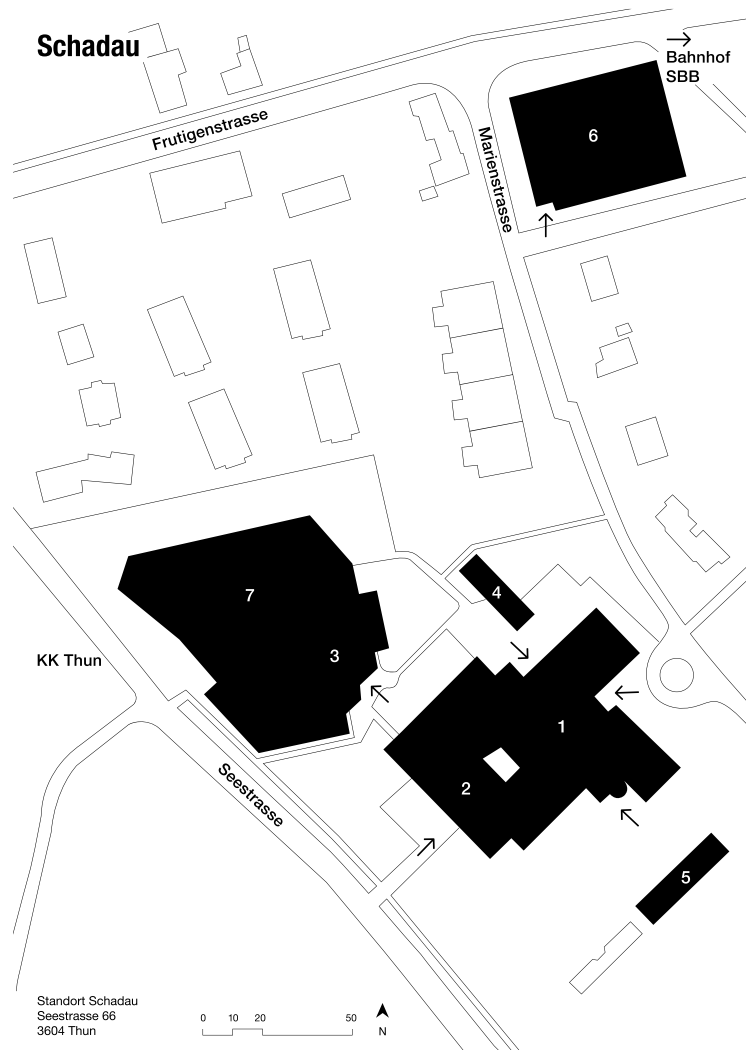 Schadau
Bahnhof
SBB
Frutigenstrasse
Marienstrasse
6
7
4
3
KK Thun
1
2
Seestrasse
5
Standort Schadau
Seestrasse 66
3604 Thun
0 10 20 50
N